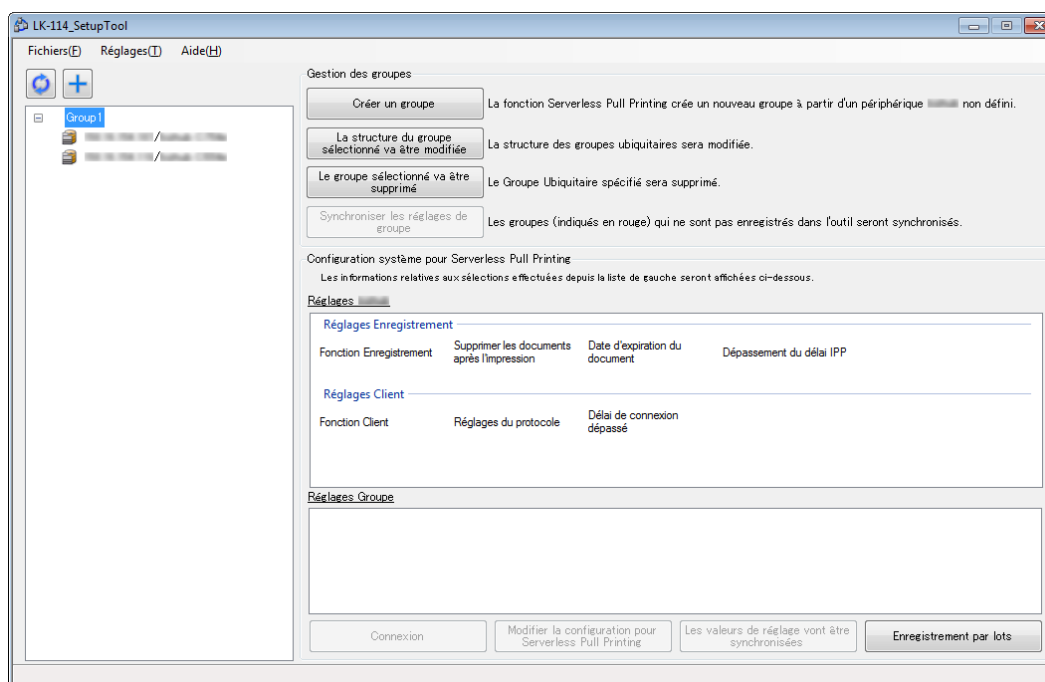 LK-114_SetupTool
Fichiers(F) Réglages(T) Aide(H)
Gestion des groupes
Group1
/
/
Créer un groupe
La fonction Serverless Pull Printing crée un nouveau groupe à partir d'un périphérique non défini.
La structure du groupe
sélectionné va être modifiée
La structure des groupes ubiquitaires sera modifiée.
Le groupe sélectionné va être
supprimé
Le Groupe Ubiquitaire spécifié sera supprimé.
Synchroniser les réglages de
groupe
Les groupes (indiqués en rouge) qui ne sont pas enregistrés dans l'outil seront synchronisés.
Configuration système pour Serverless Pull Printing
Les informations relatives aux sélections effectuées depuis la liste de gauche seront affichées ci-dessous.
Réglages
Réglages Enregistrement
Fonction Enregistrement
Supprimer les documents
après l'impression
Date d'expiration du
document
Dépassement du délai IPP
Réglages Client
Fonction Client
Réglages du protocole
Délai de connexion
dépassé
Réglages Groupe
Connexion
Modifier la configuration pour
Serverless Pull Printing
Les valeurs de réglage vont être
synchronisées
Enregistrement par lots